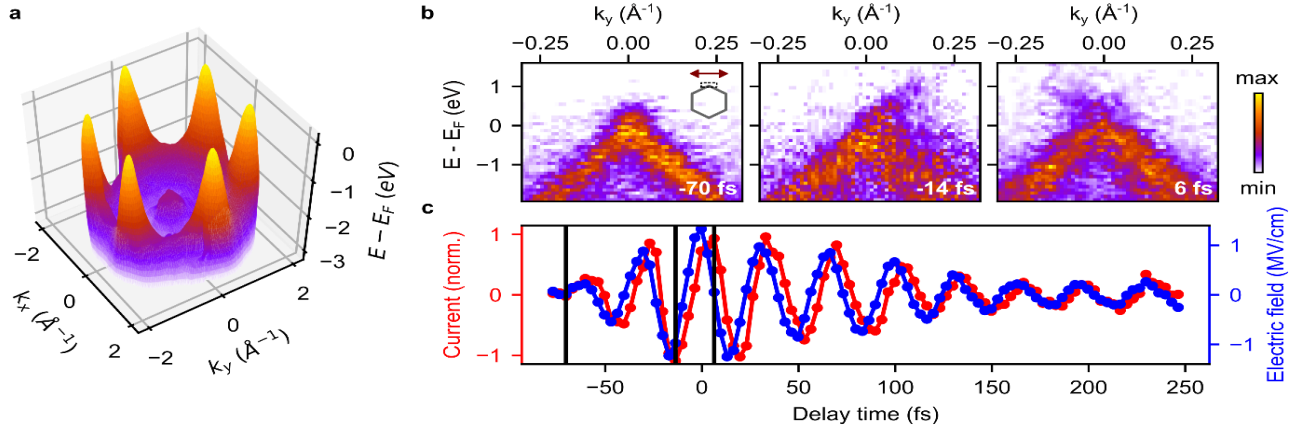 a
0
-1
-2
-3
E − E_F (eV)
−2
0
2
k_x (Å⁻¹)
−2
0
2
k_y (Å⁻¹)
b
k_y (Å⁻¹)
k_y (Å⁻¹)
k_y (Å⁻¹)
−0.25 0.00 0.25
−0.25 0.00 0.25
−0.25 0.00 0.25
E - E_F (eV)
0
−1
-70 fs
-14 fs
6 fs
max
min
c
Current (norm.)
1
0
−1
Electric field (MV/cm)
1
0
−1
−50 0 50 100 150 200 250
Delay time (fs)